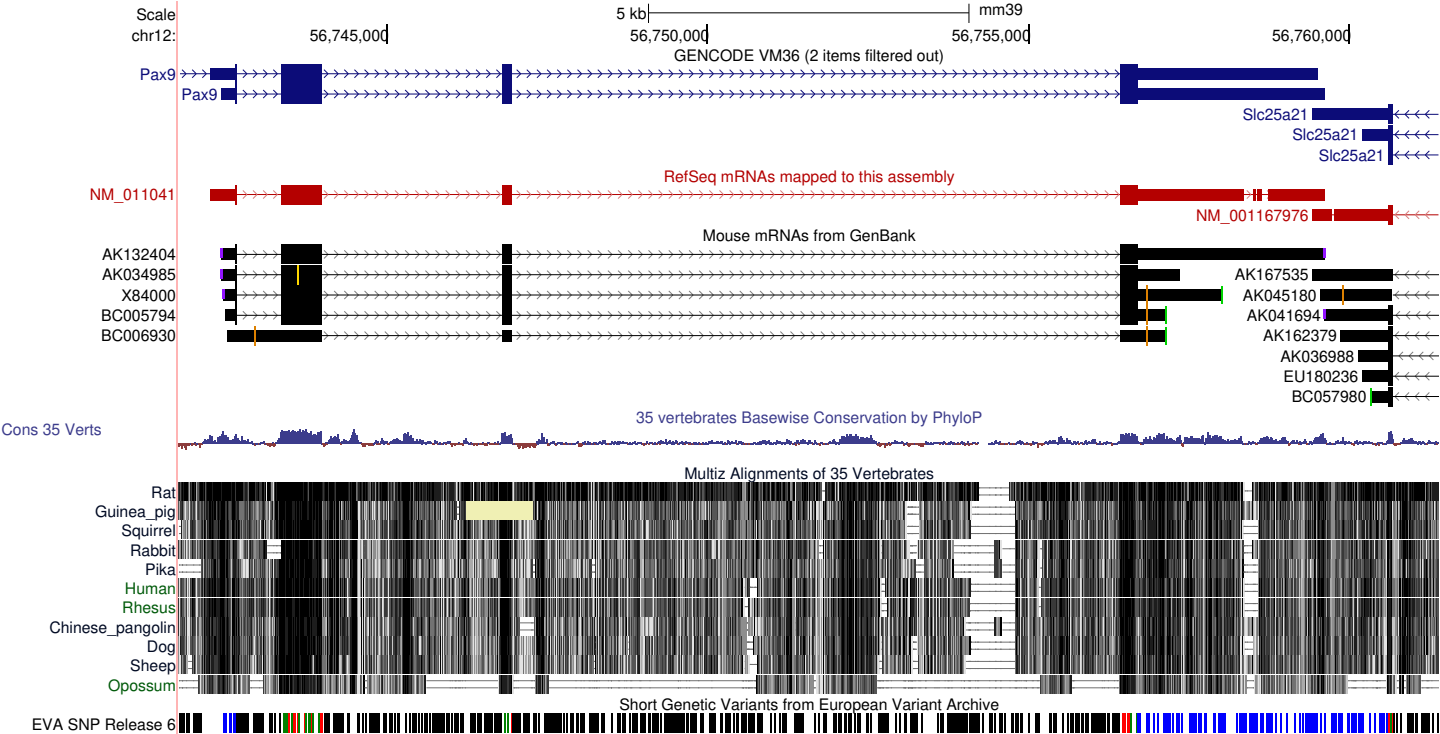 Scale 5 kb mm39
chr12: 56,745,000 56,750,000 56,755,000 56,760,000
GENCODE VM36 (2 items filtered out)
Pax9
Pax9
Slc25a21
Slc25a21
Slc25a21
RefSeq mRNAs mapped to this assembly
NM_011041
NM_001167976
Mouse mRNAs from GenBank
AK132404
AK034985 AK167535
X84000 AK045180
BC005794 AK041694
BC006930 AK162379
AK036988
EU180236
BC057980
35 vertebrates Basewise Conservation by PhyloP
Cons 35 Verts
Multiz Alignments of 35 Vertebrates
Rat
Guinea_pig
Squirrel
Rabbit
Pika
Human
Rhesus
Chinese_pangolin
Dog
Sheep
Opossum
Short Genetic Variants from European Variant Archive
EVA SNP Release 6